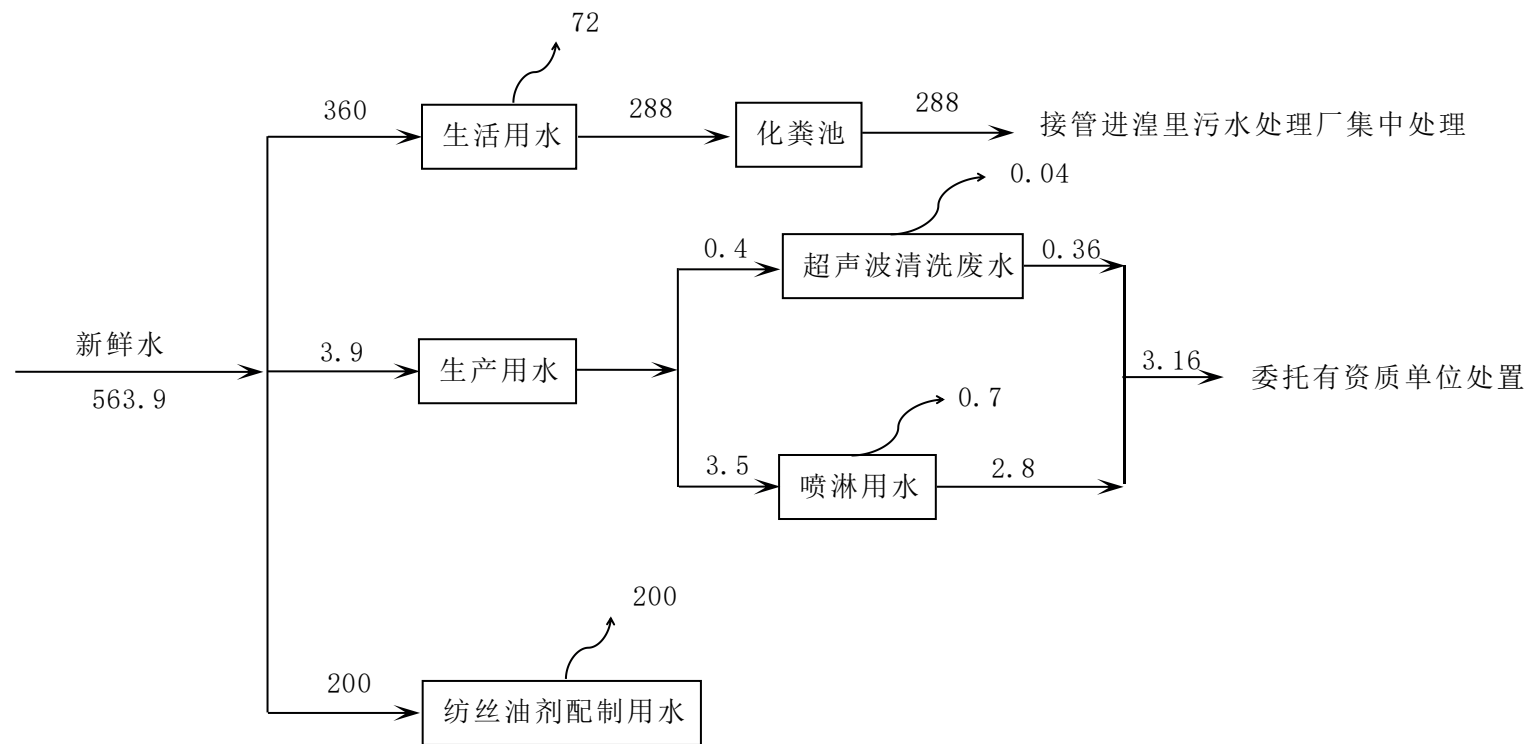 72
360
生活用水
288
化粪池
288
接管进湟里污水处理厂集中处理
0.04
0.4
超声波清洗废水
0.36
新鲜水
563.9
3.9
生产用水
3.16
委托有资质单位处置
0.7
3.5
喷淋用水
2.8
200
200
纺丝油剂配制用水